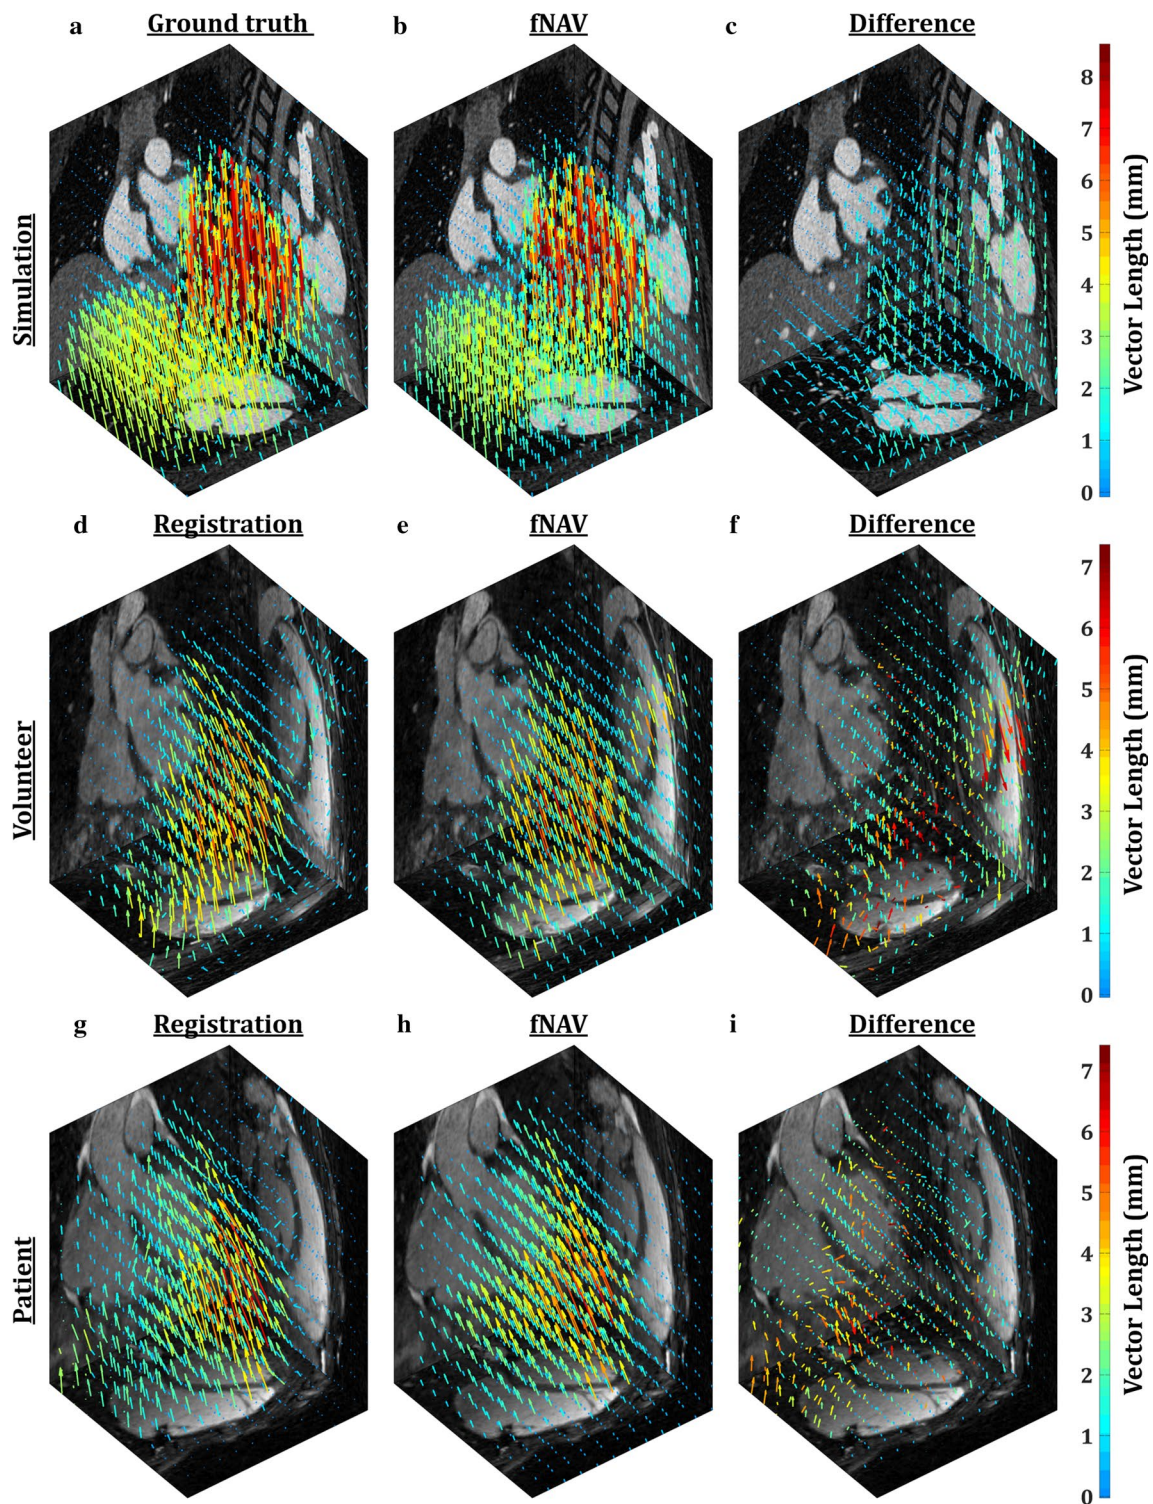 a Ground truth b fNAV c Difference
Simulation
8
7
6
5
4
3
2
1
0
Vector Length (mm)
d Registration e fNAV f Difference
Volunteer
7
6
5
4
3
2
1
0
Vector Length (mm)
g Registration h fNAV i Difference
Patient
7
6
5
4
3
2
1
0
Vector Length (mm)